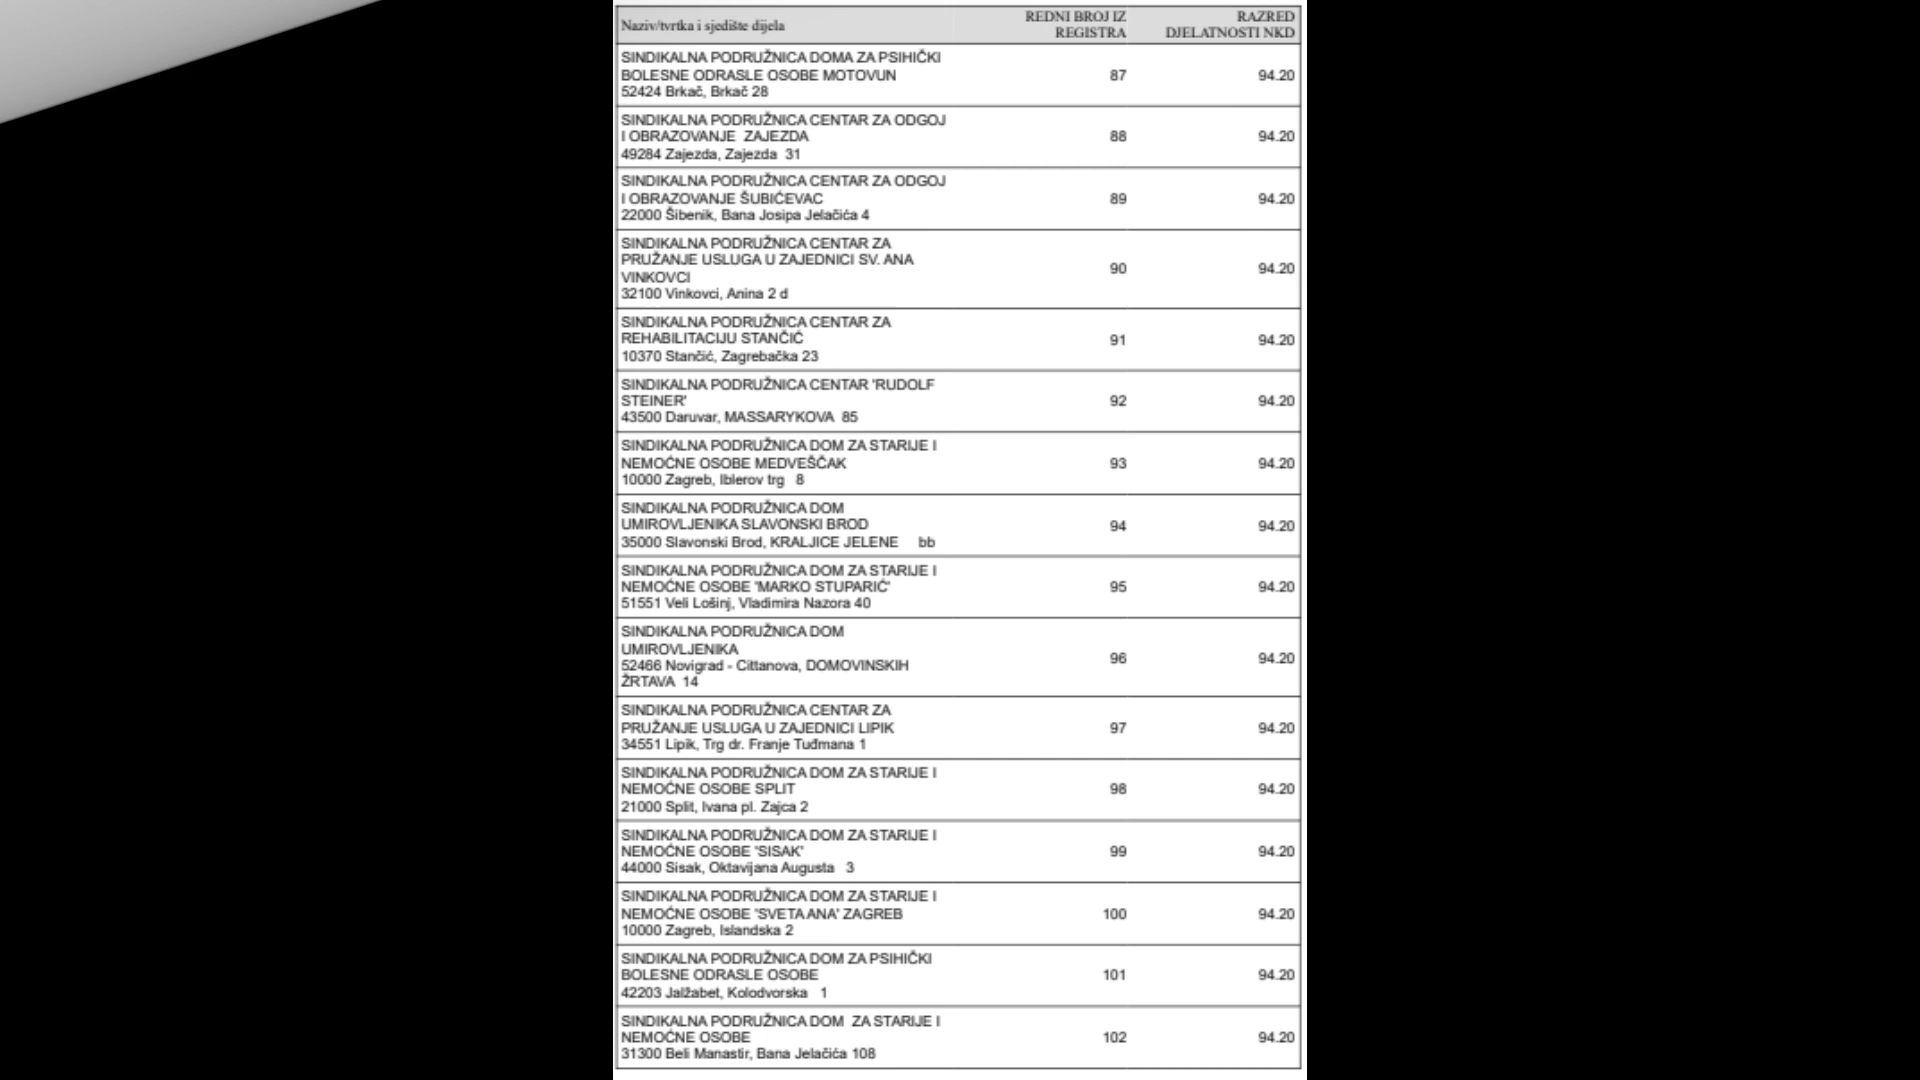 Naziv/tvrtka i sjedište dijela
REDNI BROJ IZ
REGISTRA
RAZRED
DJELATNOSTI NKD
SINDIKALNA PODRUŽNICA DOMA ZA PSIHIČKI
BOLESNE ODRASLE OSOBE MOTOVUN
52424 Brkač, Brkač 28
87
94.20
SINDIKALNA PODRUŽNICA CENTAR ZA ODGOJ
I OBRAZOVANJE  ZAJEZDA
49284 Zajezda, Zajezda  31
88
94.20
SINDIKALNA PODRUŽNICA CENTAR ZA ODGOJ
I OBRAZOVANJE ŠUBIĆEVAC
22000 Šibenik, Bana Josipa Jelačića 4
89
94.20
SINDIKALNA PODRUŽNICA CENTAR ZA
PRUŽANJE USLUGA U ZAJEDNICI SV. ANA
VINKOVCI
32100 Vinkovci, Anina 2 d
90
94.20
SINDIKALNA PODRUŽNICA CENTAR ZA
REHABILITACIJU STANČIĆ
10370 Stančić, Zagrebačka 23
91
94.20
SINDIKALNA PODRUŽNICA CENTAR 'RUDOLF
STEINER'
43500 Daruvar, MASSARYKOVA  85
92
94.20
SINDIKALNA PODRUŽNICA DOM ZA STARIJE I
NEMOĆNE OSOBE MEDVEŠČAK
10000 Zagreb, Iblerov trg   8
93
94.20
SINDIKALNA PODRUŽNICA DOM
UMIROVLJENIKA SLAVONSKI BROD
35000 Slavonski Brod, KRALJICE JELENE     bb
94
94.20
SINDIKALNA PODRUŽNICA DOM ZA STARIJE I
NEMOĆNE OSOBE 'MARKO STUPARIĆ'
51551 Veli Lošinj, Vladimira Nazora 40
95
94.20
SINDIKALNA PODRUŽNICA DOM
UMIROVLJENIKA
52466 Novigrad - Cittanova, DOMOVINSKIH
ŽRTAVA  14
96
94.20
SINDIKALNA PODRUŽNICA CENTAR ZA
PRUŽANJE USLUGA U ZAJEDNICI LIPIK
34551 Lipik, Trg dr. Franje Tuđmana 1
97
94.20
SINDIKALNA PODRUŽNICA DOM ZA STARIJE I
NEMOĆNE OSOBE SPLIT
21000 Split, Ivana pl. Zajca 2
98
94.20
SINDIKALNA PODRUŽNICA DOM ZA STARIJE I
NEMOĆNE OSOBE 'SISAK'
44000 Sisak, Oktavijana Augusta   3
99
94.20
SINDIKALNA PODRUŽNICA DOM ZA STARIJE I
NEMOĆNE OSOBE 'SVETA ANA' ZAGREB
10000 Zagreb, Islandska 2
100
94.20
SINDIKALNA PODRUŽNICA DOM ZA PSIHIČKI
BOLESNE ODRASLE OSOBE
42203 Jalžabet, Kolodvorska   1
101
94.20
SINDIKALNA PODRUŽNICA DOM  ZA STARIJE I
NEMOĆNE OSOBE
31300 Beli Manastir, Bana Jelačića 108
102
94.20